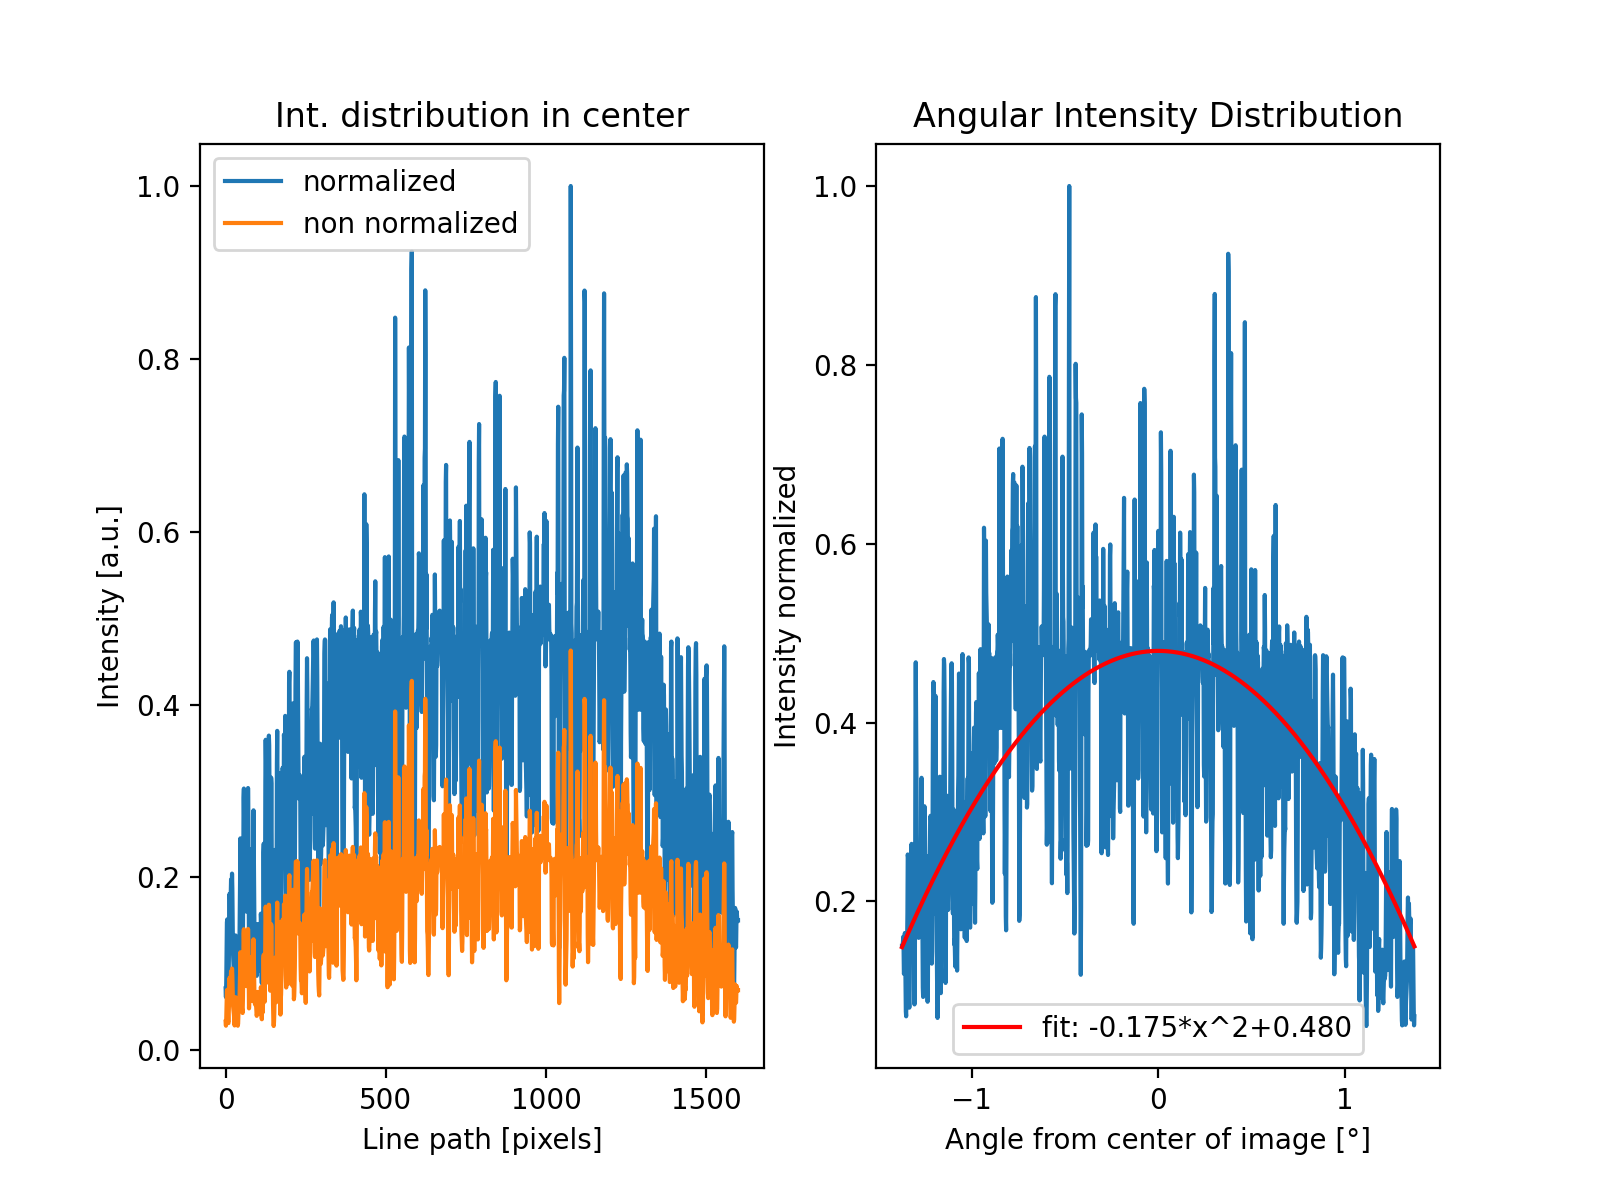 Int. distribution in center
normalized
non normalized
1.0
0.8
0.6
0.4
0.2
0.0
Intensity [a.u.]
0 500 1000 1500
Line path [pixels]
Angular Intensity Distribution
1.0
0.8
0.6
0.4
0.2
Intensity normalized
fit: -0.175*x^2+0.480
−1 0 1
Angle from center of image [°]